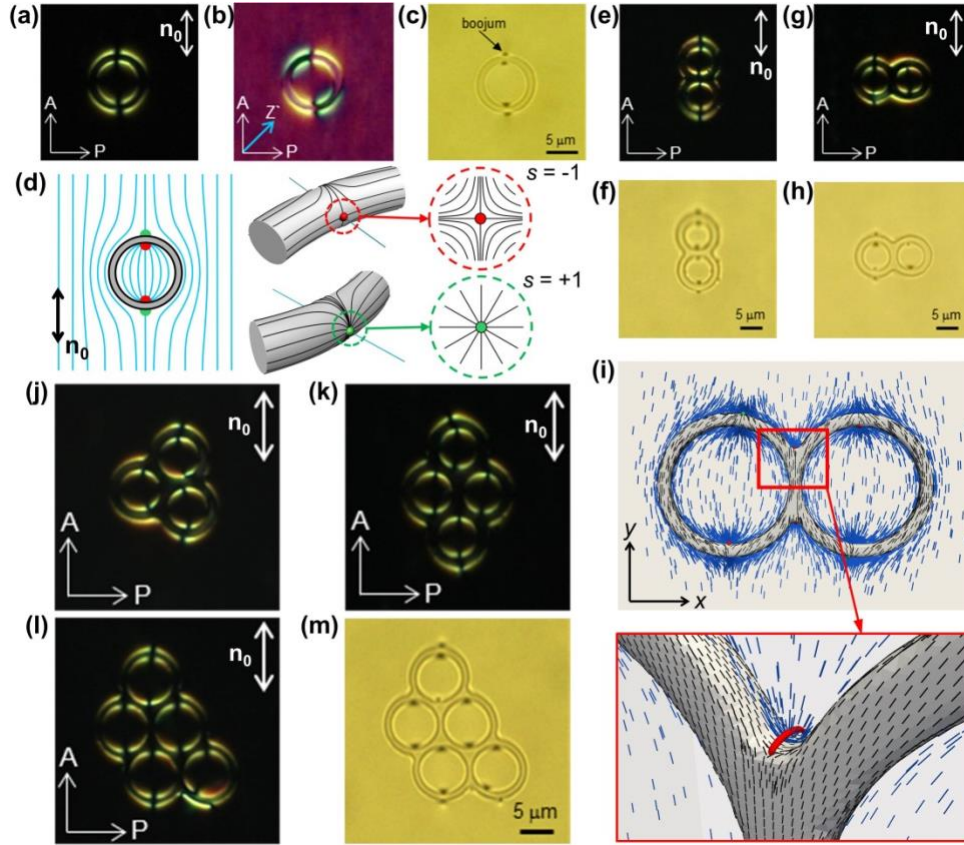 (a)
n0
A
P
(b)
Z`
A
P
(c)
boojum
5 μm
(e)
n0
A
P
(g)
n0
A
P
(d)
n0
s = -1
s = +1
(f)
5 μm
(h)
5 μm
(i)
y
x
(j)
n0
A
P
(k)
n0
A
P
(l)
n0
A
P
(m)
5 μm